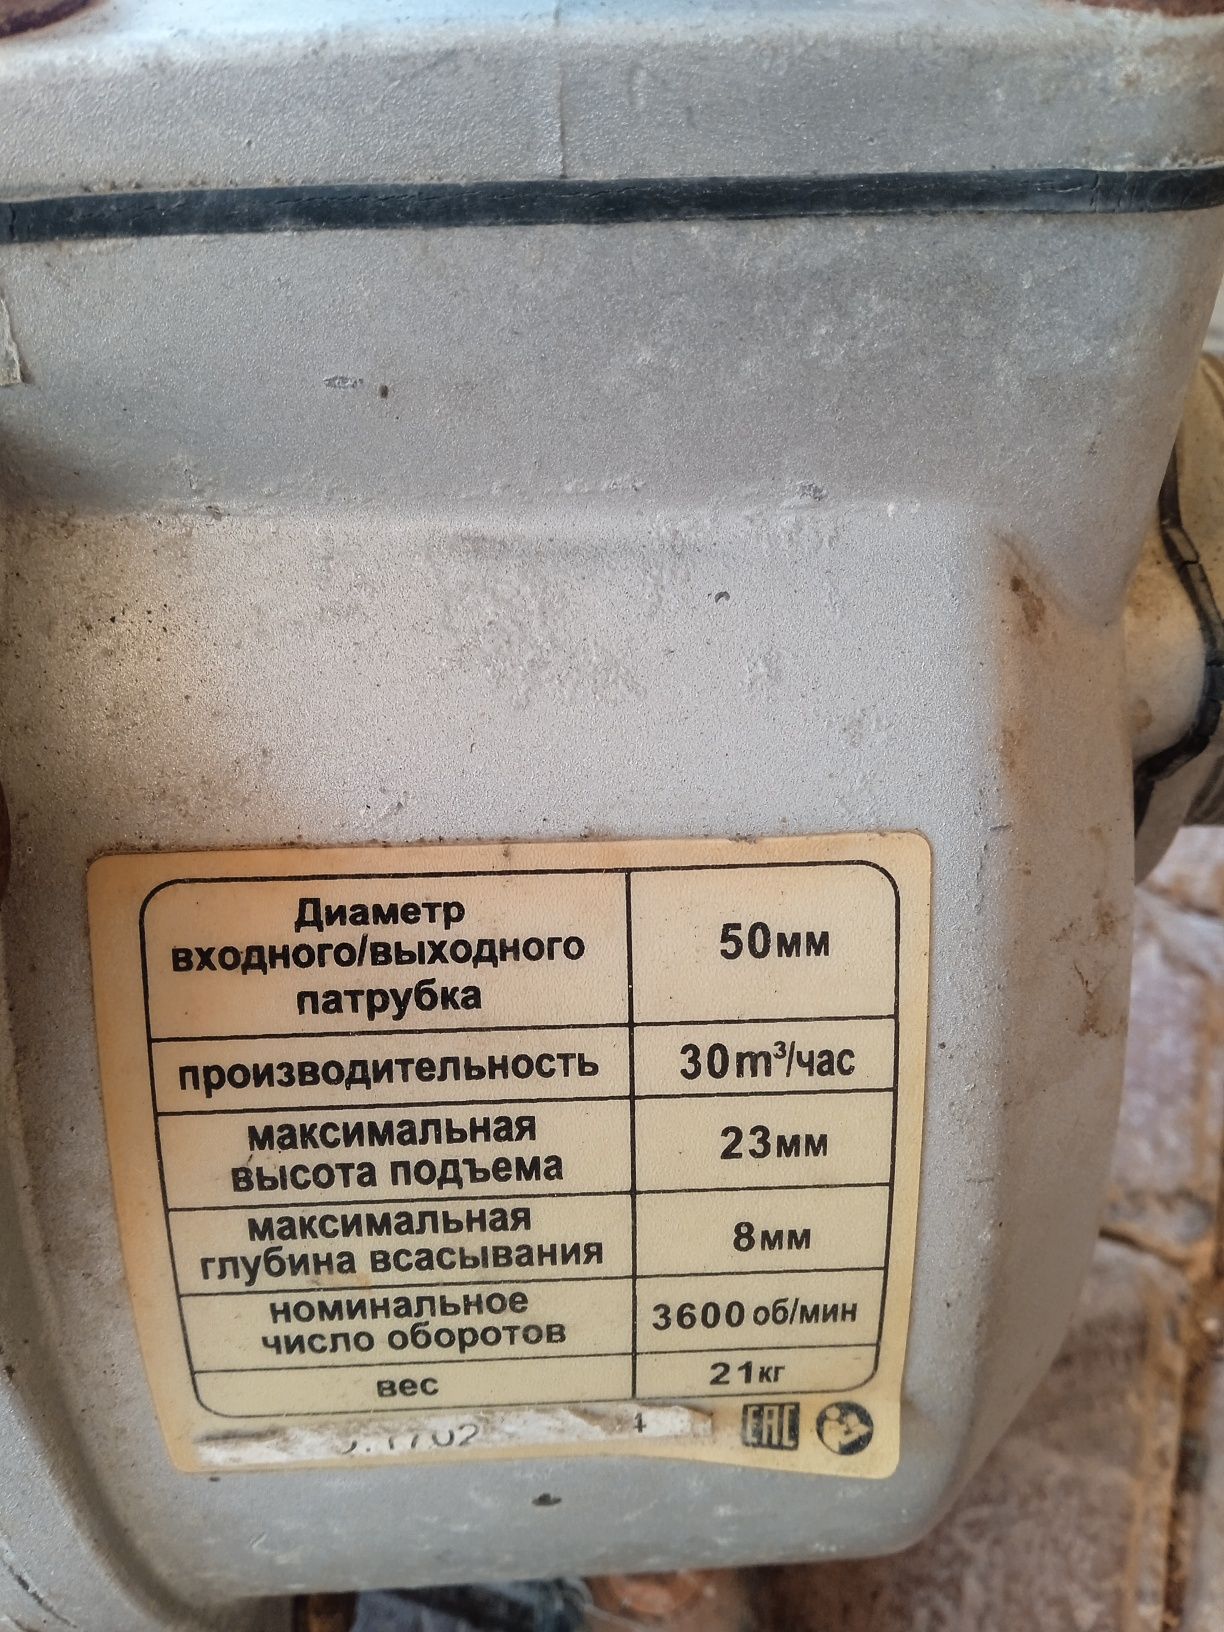 Диаметр
входного/выходного
патрубка
50мм
производительность
30m³/час
максимальная
высота подъема
23мм
максимальная
глубина всасывания
8мм
номинальное
число оборотов
3600 об/мин
вес
21кг
EAC